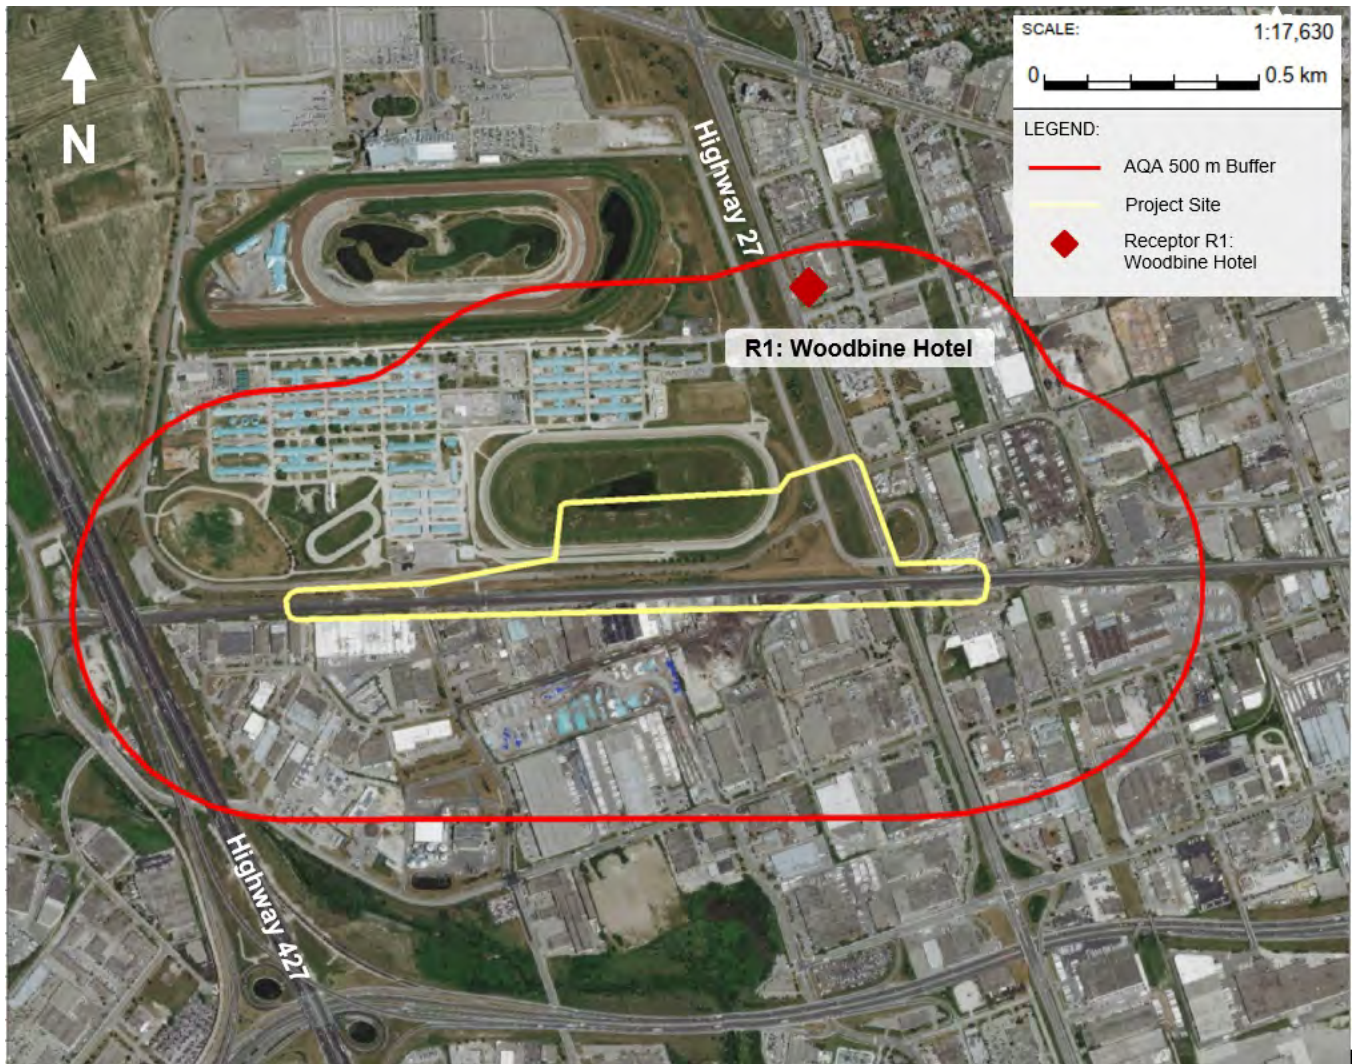 SCALE:
1:17,630
0
0.5 km
LEGEND:
AQA 500 m Buffer
Project Site
Receptor R1:
Woodbine Hotel
N
Highway 27
R1: Woodbine Hotel
Highway 427